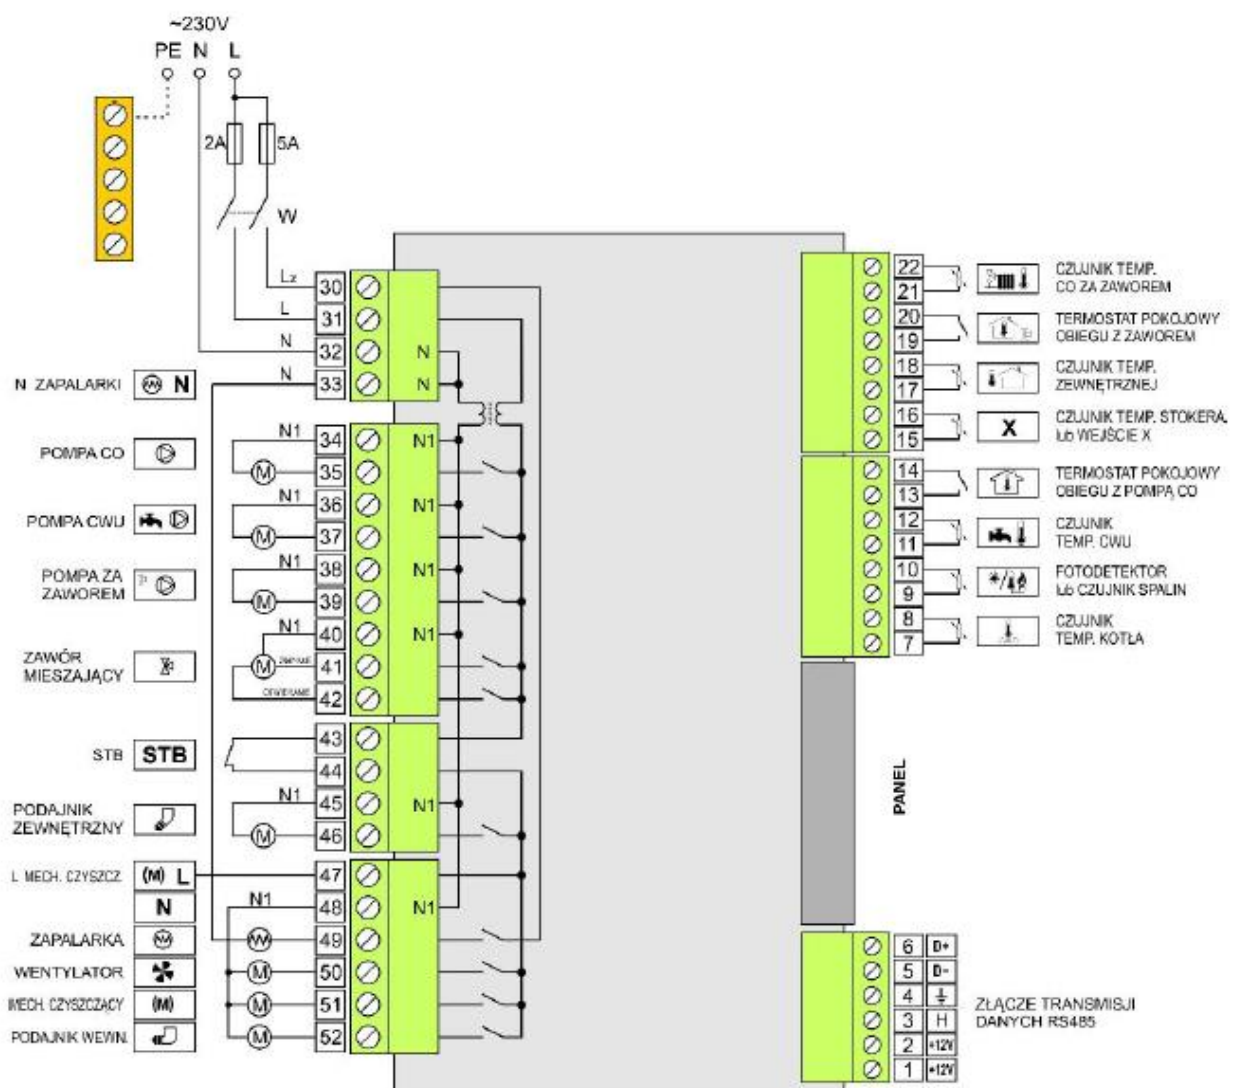 ~230V
PE N L
2A 5A
W
Lz 30
L 31
N 32 N
N 33 N
N ZAPALARKI N
POMPA CO
N1 34 N1
M 35
POMPA CWU
N1 36 N1
M 37
POMPA ZA
ZAWOREM
N1 38 N1
M 39
ZAWÓR
MIESZAJĄCY
N1 40 N1
M 41
42
STB STB
43
44
PODAJNIK
ZEWNĘTRZNY
N1 45 N1
M 46
L MECH. CZYSZCZ. (M) L 47
N N1 48 N1
ZAPALARKA 49
WENTYLATOR M 50
MECH. CZYSZCZĄCY (M) M 51
PODAJNIK WEWN. M 52
22
21
CZUJNIK TEMP.
CO ZA ZAWOREM
20
19
TERMOSTAT POKOJOWY
OBIEGU Z ZAWOREM
18
17
CZUJNIK TEMP.
ZEWNĘTRZNEJ
16
15
X
CZUJNIK TEMP. STOKERA,
lub WEJŚCIE X
14
13
TERMOSTAT POKOJOWY
OBIEGU Z POMPĄ CO
12
11
CZUJNIK
TEMP. CWU
10
9
FOTODETEKTOR
lub CZUJNIK SPALIN
8
7
CZUJNIK
TEMP. KOTŁA
PANEL
6 D+
5 D-
4
3 H
2 +12V
1 +12V
ZŁĄCZE TRANSMISJI
DANYCH RS485